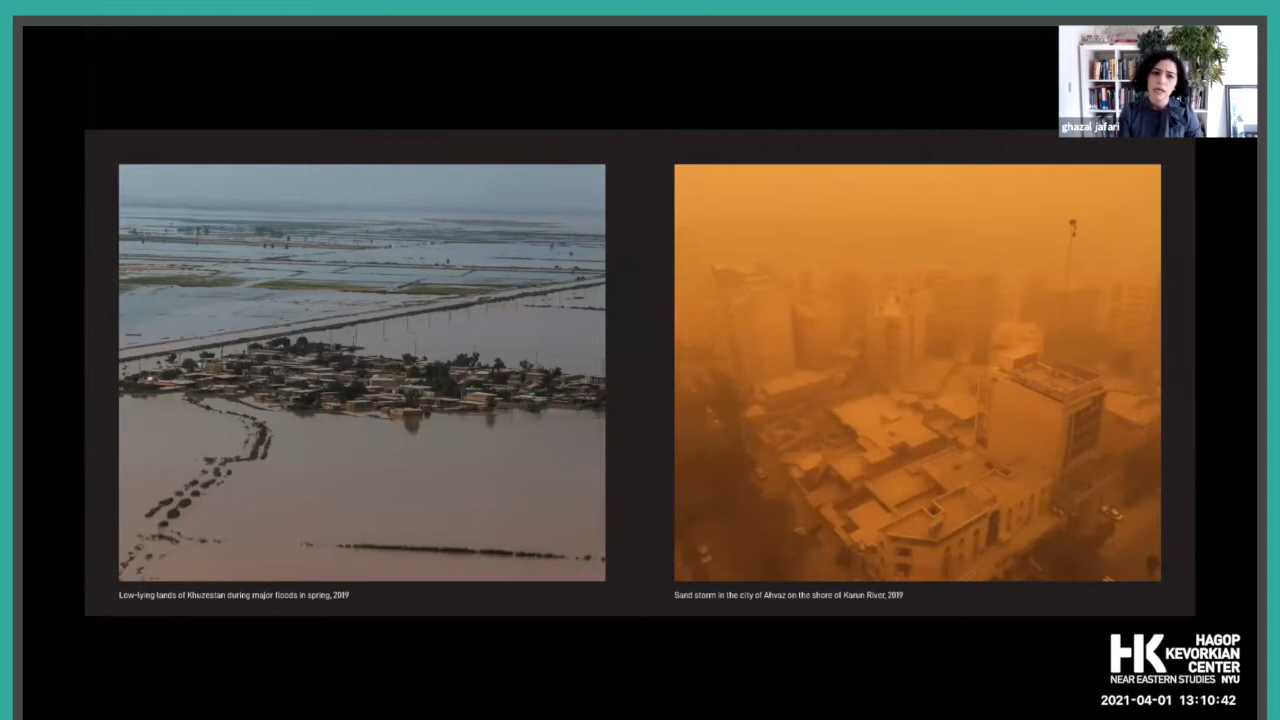 ghazal jafari
Low-lying lands of Khuzestan during major floods in spring, 2019
Sand storm in the city of Ahvaz on the shore of Karun River, 2019
HK
HAGOP
KEVORKIAN
CENTER
NEAR EASTERN STUDIES NYU
2021-04-01 13:10:42